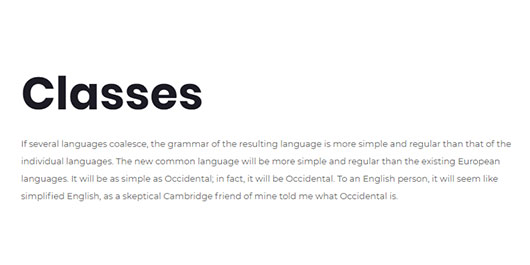 Classes
If several languages coalesce, the grammar of the resulting language is more simple and regular than that of the
individual languages. The new common language will be more simple and regular than the existing European
languages. It will be as simple as Occidental; in fact, it will be Occidental. To an English person, it will seem like
simplified English, as a skeptical Cambridge friend of mine told me what Occidental is.